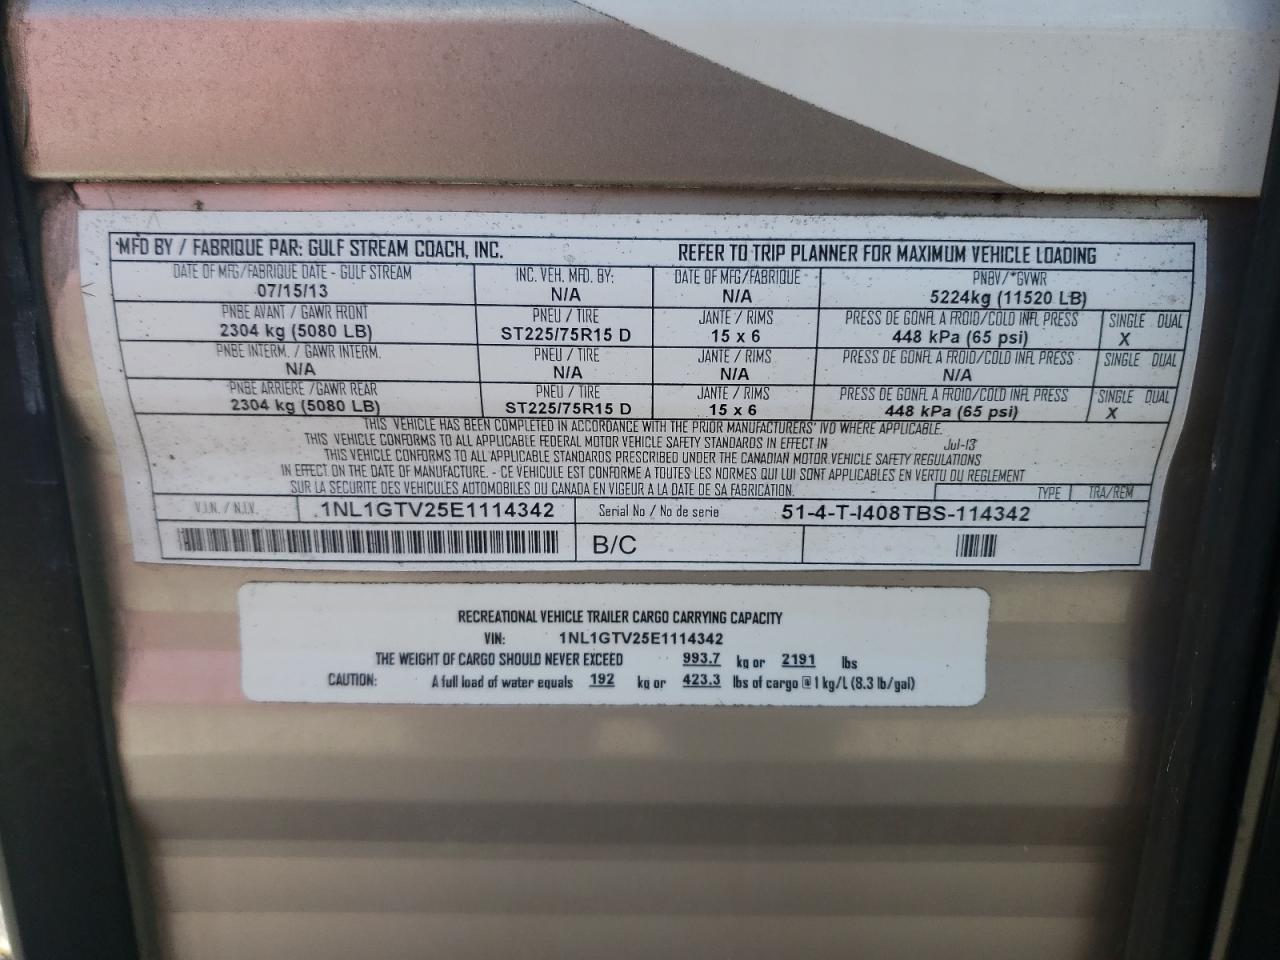 MFD BY / FABRIQUE PAR: GULF STREAM COACH, INC. REFER TO TRIP PLANNER FOR MAXIMUM VEHICLE LOADING
DATE OF MFG/FABRIQUE DATE - GULF STREAM INC. VEH. MFD. BY: DATE OF MFG/FABRIQUE - PNBV/*GVWR
07/15/13 N/A N/A 5224kg (11520 LB)
PNBE AVANT / GAWR FRONT PNEU / TIRE JANTE / RIMS PRESS DE GONFL A FROID/COLD INFL PRESS SINGLE DUAL
2304 kg (5080 LB) ST225/75R15 D 15 x 6 448 kPa (65 psi) X
PNBE INTERM. / GAWR INTERM. PNEU / TIRE JANTE / RIMS PRESS DE GONFL A FROID/COLD INFL PRESS SINGLE DUAL
N/A N/A N/A N/A
PNBE ARRIERE /GAWR REAR PNEU / TIRE JANTE / RIMS PRESS DE GONFL A FROID/COLD INFL PRESS SINGLE DUAL
2304 kg (5080 LB) ST225/75R15 D 15 x 6 448 kPa (65 psi) X
THIS VEHICLE HAS BEEN COMPLETED IN ACCORDANCE WITH THE PRIOR MANUFACTURERS' IVD WHERE APPLICABLE.
THIS VEHICLE CONFORMS TO ALL APPLICABLE FEDERAL MOTOR VEHICLE SAFETY STANDARDS IN EFFECT IN Jul-13
THIS VEHICLE CONFORMS TO ALL APPLICABLE STANDARDS PRESCRIBED UNDER THE CANADIAN MOTOR VEHICLE SAFETY REGULATIONS
IN EFFECT ON THE DATE OF MANUFACTURE. - CE VEHICULE EST CONFORME A TOUTES LES NORMES QUI LUI SONT APPLICABLES EN VERTU DU REGLEMENT
SUR LA SECURITE DES VEHICULES AUTOMOBILES DU CANADA EN VIGEUR A LA DATE DE SA FABRICATION. TYPE TRA/REM
V.I.N. / N.I.V. 1NL1GTV25E1114342 Serial No / No de serie 51-4-T-I408TBS-114342
B/C
RECREATIONAL VEHICLE TRAILER CARGO CARRYING CAPACITY
VIN: 1NL1GTV25E1114342
THE WEIGHT OF CARGO SHOULD NEVER EXCEED 993.7 kg or 2191 lbs
CAUTION: A full load of water equals 192 kg or 423.3 lbs of cargo @ 1 kg/L (8.3 lb/gal)